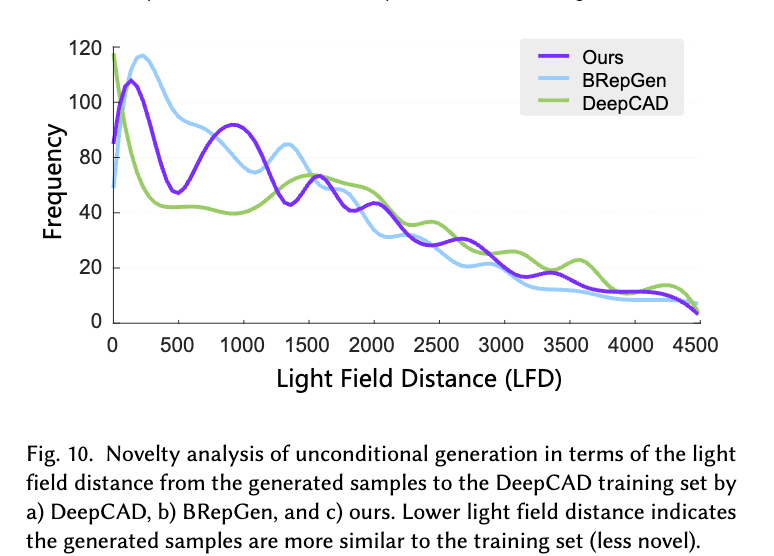 120
100
80
40
20
0
Frequency
Ours
BRepGen
DeepCAD
0 500 1000 1500 2000 2500 3000 3500 4000 4500
Light Field Distance (LFD)
Fig. 10. Novelty analysis of unconditional generation in terms of the light
field distance from the generated samples to the DeepCAD training set by
a) DeepCAD, b) BRepGen, and c) ours. Lower light field distance indicates
the generated samples are more similar to the training set (less novel).